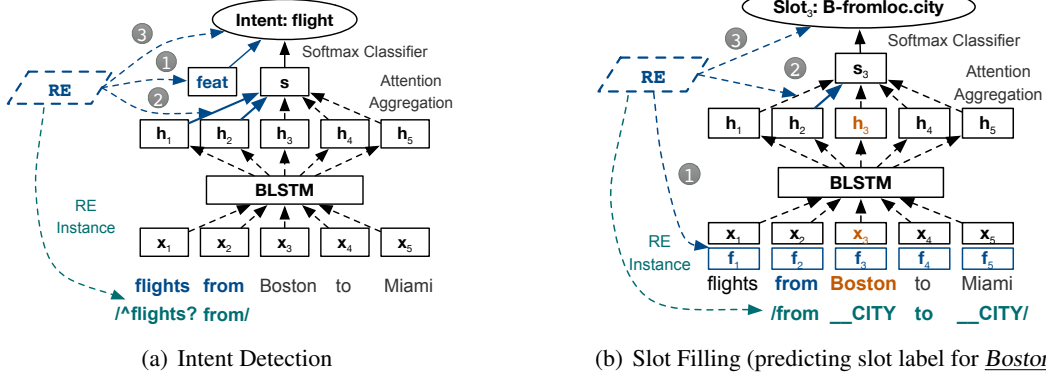 Intent: flight
3
Softmax Classifier
1
RE
feat
s
2
Attention
Aggregation
h1 h2 h3 h4 h5
BLSTM
RE
Instance
x1 x2 x3 x4 x5
flights from Boston to Miami
/^flights? from/
(a) Intent Detection
Slot3: B-fromloc.city
3
Softmax Classifier
RE
2
s3
Attention
Aggregation
h1 h2 h3 h4 h5
1
BLSTM
x1 x2 x3 x4 x5
RE
Instance
f1 f2 f3 f4 f5
flights from Boston to Miami
/from __CITY to __CITY/
(b) Slot Filling (predicting slot label for Boston